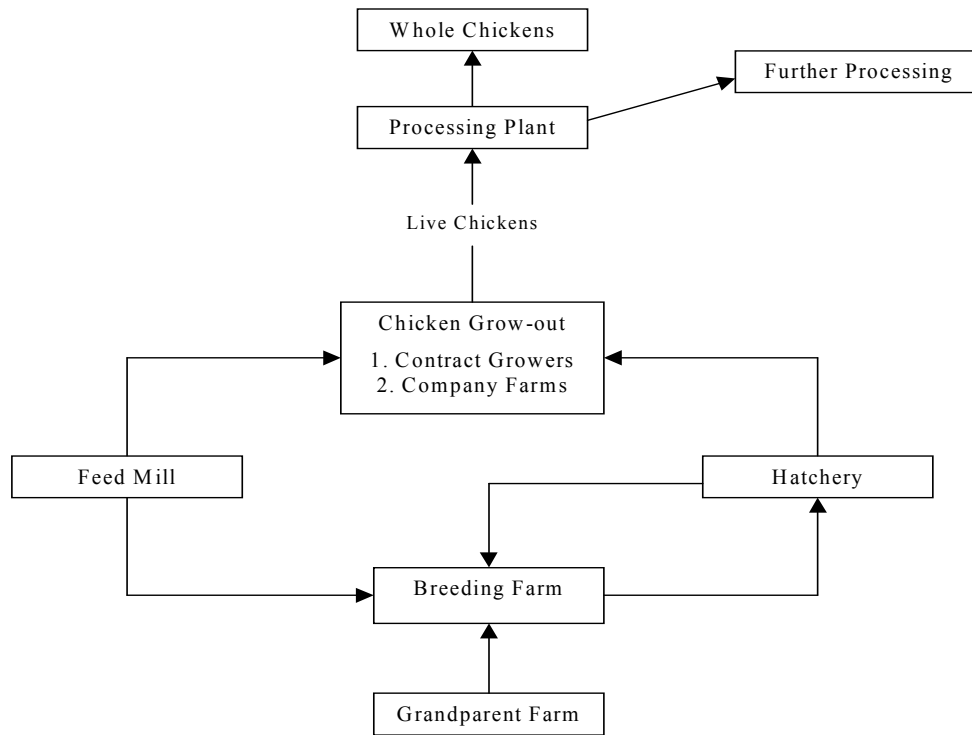 Whole Chickens
Further Processing
Processing Plant
Live Chickens
Chicken Grow-out
1. Contract Growers
2. Company Farms
Feed Mill
Hatchery
Breeding Farm
Grandparent Farm